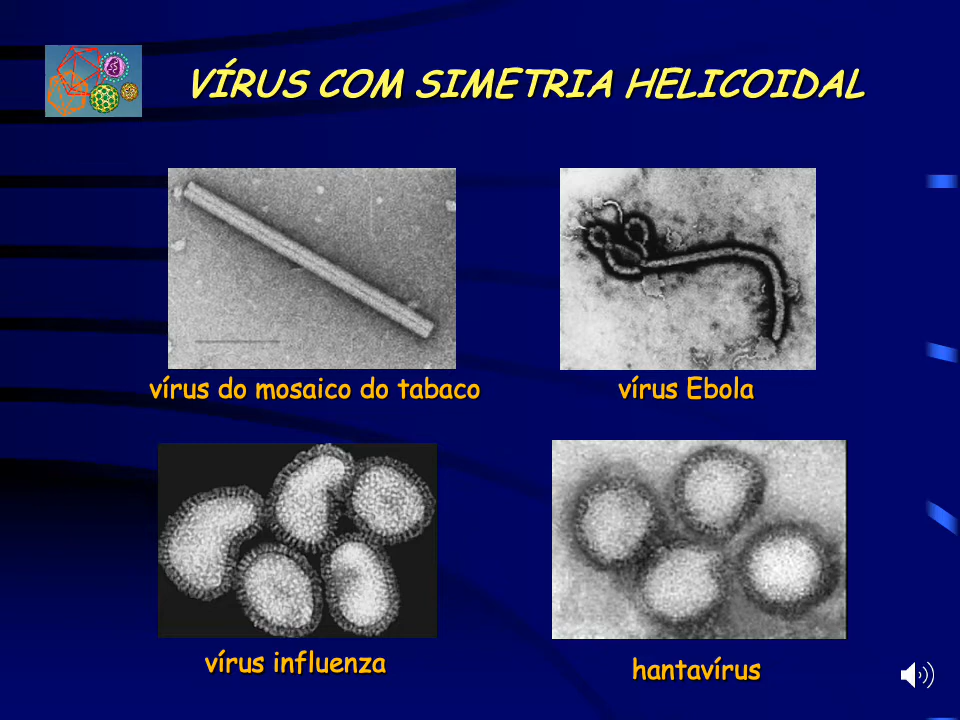 VÍRUS COM SIMETRIA HELICOIDAL
vírus do mosaico do tabaco
vírus Ebola
vírus influenza
hantavírus